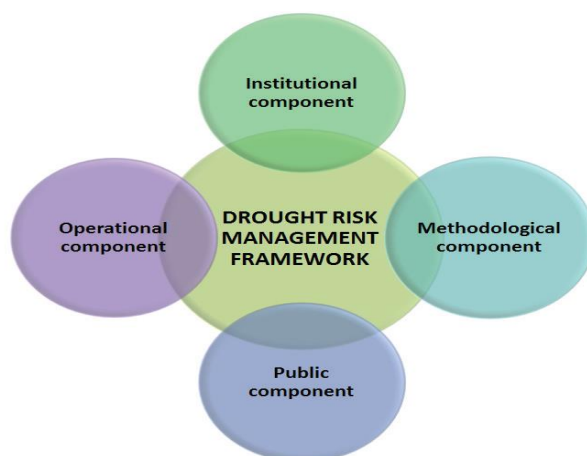 Institutional
component
Operational
component
DROUGHT RISK
MANAGEMENT
FRAMEWORK
Methodological
component
Public
component